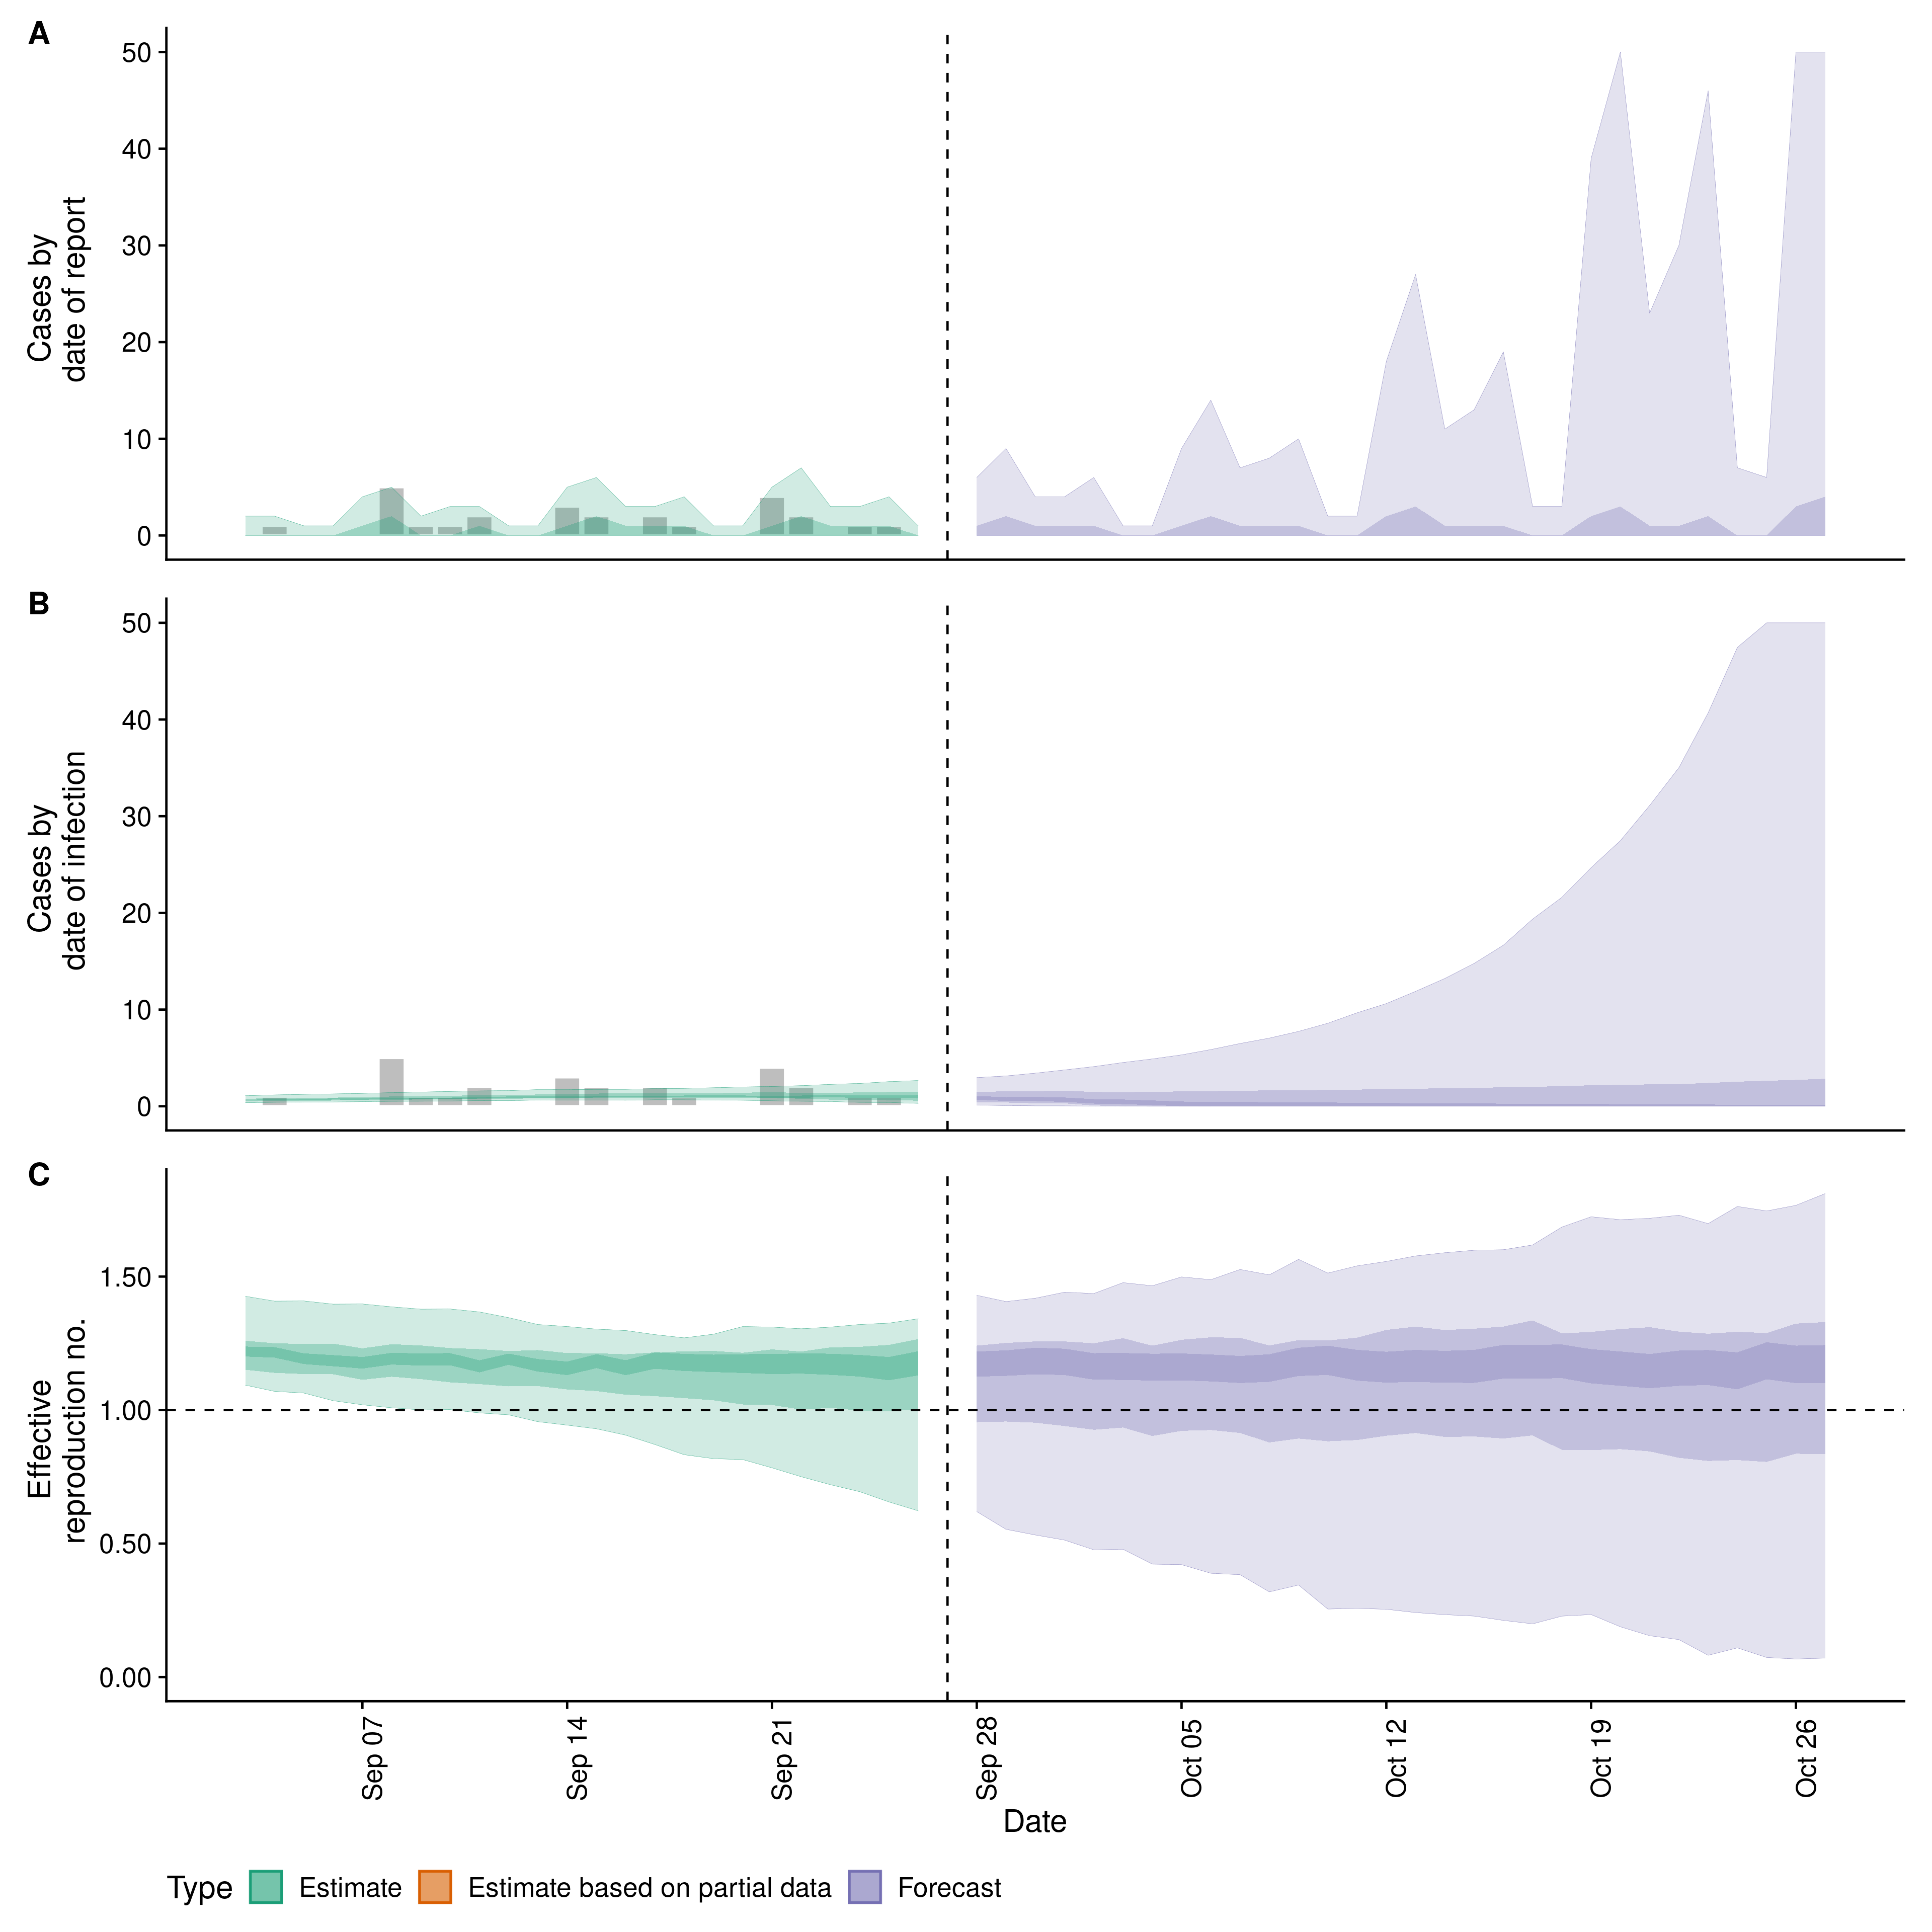 A
50
40
30
20
10
0
Cases by
date of report
B
50
40
30
20
10
0
Cases by
date of infection
C
1.50
1.00
0.50
0.00
Effective
reproduction no.
Sep 07
Sep 14
Sep 21
Sep 28
Oct 05
Oct 12
Oct 19
Oct 26
Date
Type Estimate Estimate based on partial data Forecast